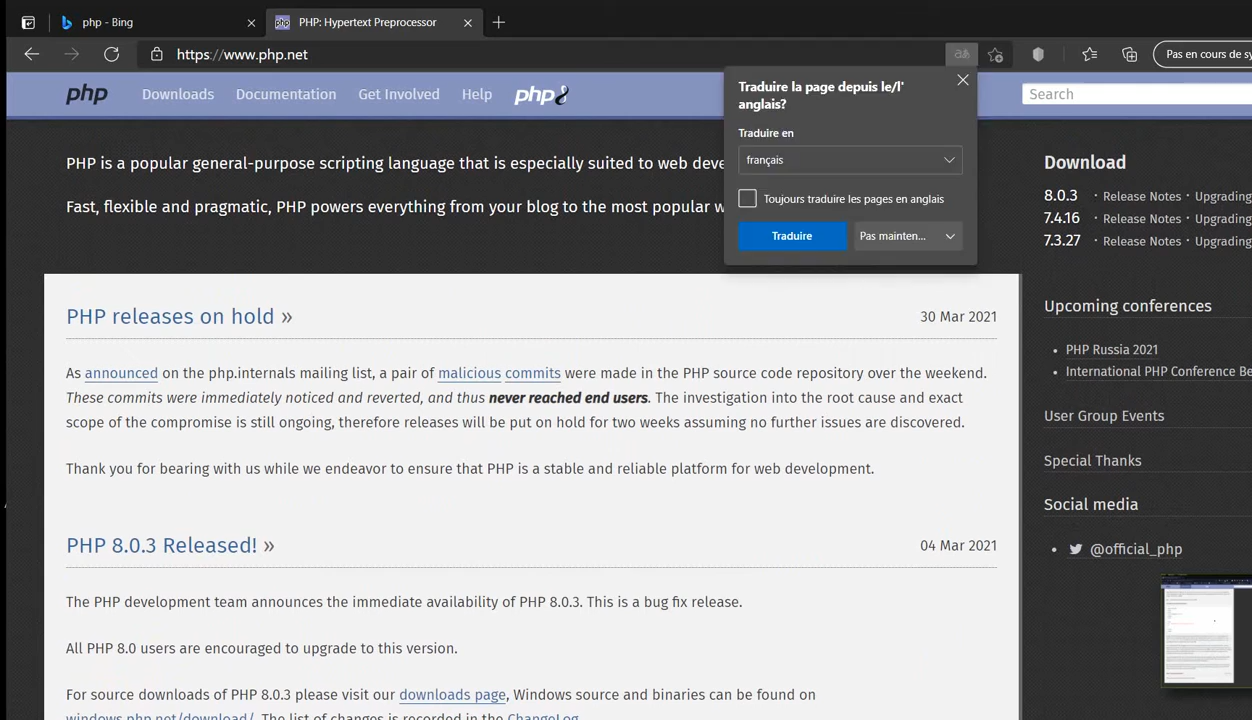 php - Bing
PHP: Hypertext Preprocessor
https://www.php.net
Pas en cours de
php
Downloads
Documentation
Get Involved
Help
php8
Search
Traduire la page depuis le/l'
anglais?
Traduire en
français
Toujours traduire les pages en anglais
Traduire
Pas mainten...
PHP is a popular general-purpose scripting language that is especially suited to web
Fast, flexible and pragmatic, PHP powers everything from your blog to the most popular
Download
8.0.3 · Release Notes · Upgrading
7.4.16 · Release Notes · Upgrading
7.3.27 · Release Notes · Upgrading
PHP releases on hold »
30 Mar 2021
As announced on the php.internals mailing list, a pair of malicious commits were made in the PHP source code repository over the weekend.
These commits were immediately noticed and reverted, and thus never reached end users. The investigation into the root cause and exact
scope of the compromise is still ongoing, therefore releases will be put on hold for two weeks assuming no further issues are discovered.
Thank you for bearing with us while we endeavor to ensure that PHP is a stable and reliable platform for web development.
PHP 8.0.3 Released! »
04 Mar 2021
The PHP development team announces the immediate availability of PHP 8.0.3. This is a bug fix release.
All PHP 8.0 users are encouraged to upgrade to this version.
For source downloads of PHP 8.0.3 please visit our downloads page, Windows source and binaries can be found on
windows.php.net/download/. The list of changes is recorded in the ChangeLog.
Upcoming conferences
• PHP Russia 2021
• International PHP Conference
User Group Events
Special Thanks
Social media
• @official_php